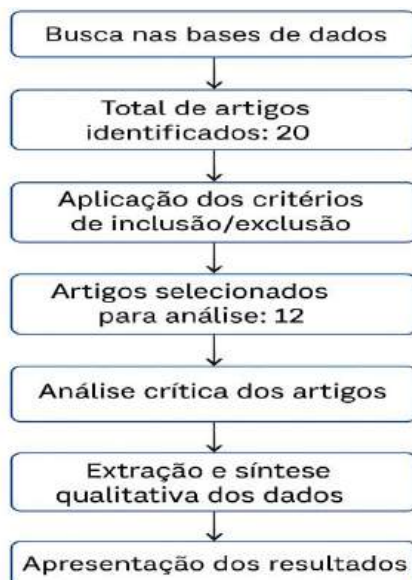 Busca nas bases de dados
Total de artigos
identificados: 20
Aplicação dos critérios
de inclusão/exclusão
Artigos selecionados
para análise: 12
Análise crítica dos artigos
Extração e síntese
qualitativa dos dados
Apresentação dos resultados